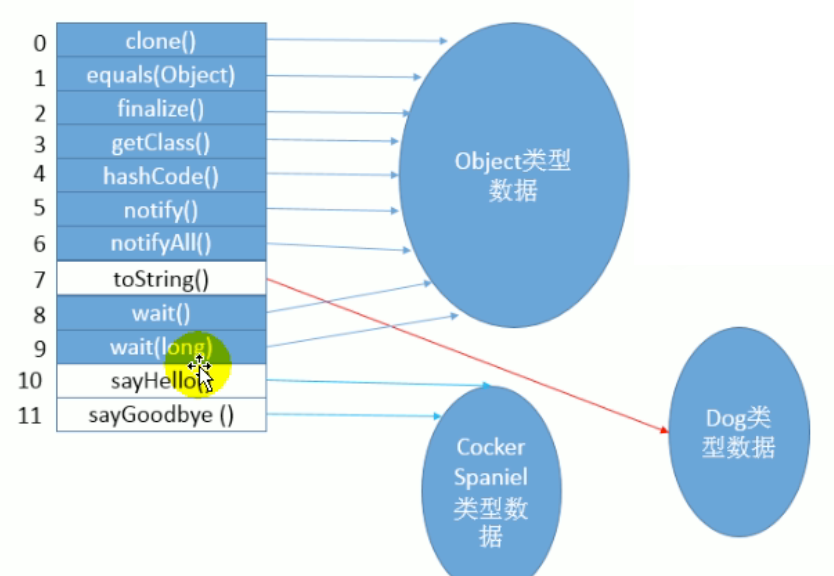 0 clone()
1 equals(Object)
2 finalize()
3 getClass()
4 hashCode()
5 notify()
6 notifyAll()
7 toString()
8 wait()
9 wait(long)
10 sayHello()
11 sayGoodbye ()
Object类型
数据
Cocker
Spaniel
类型数
据
Dog类
型数据